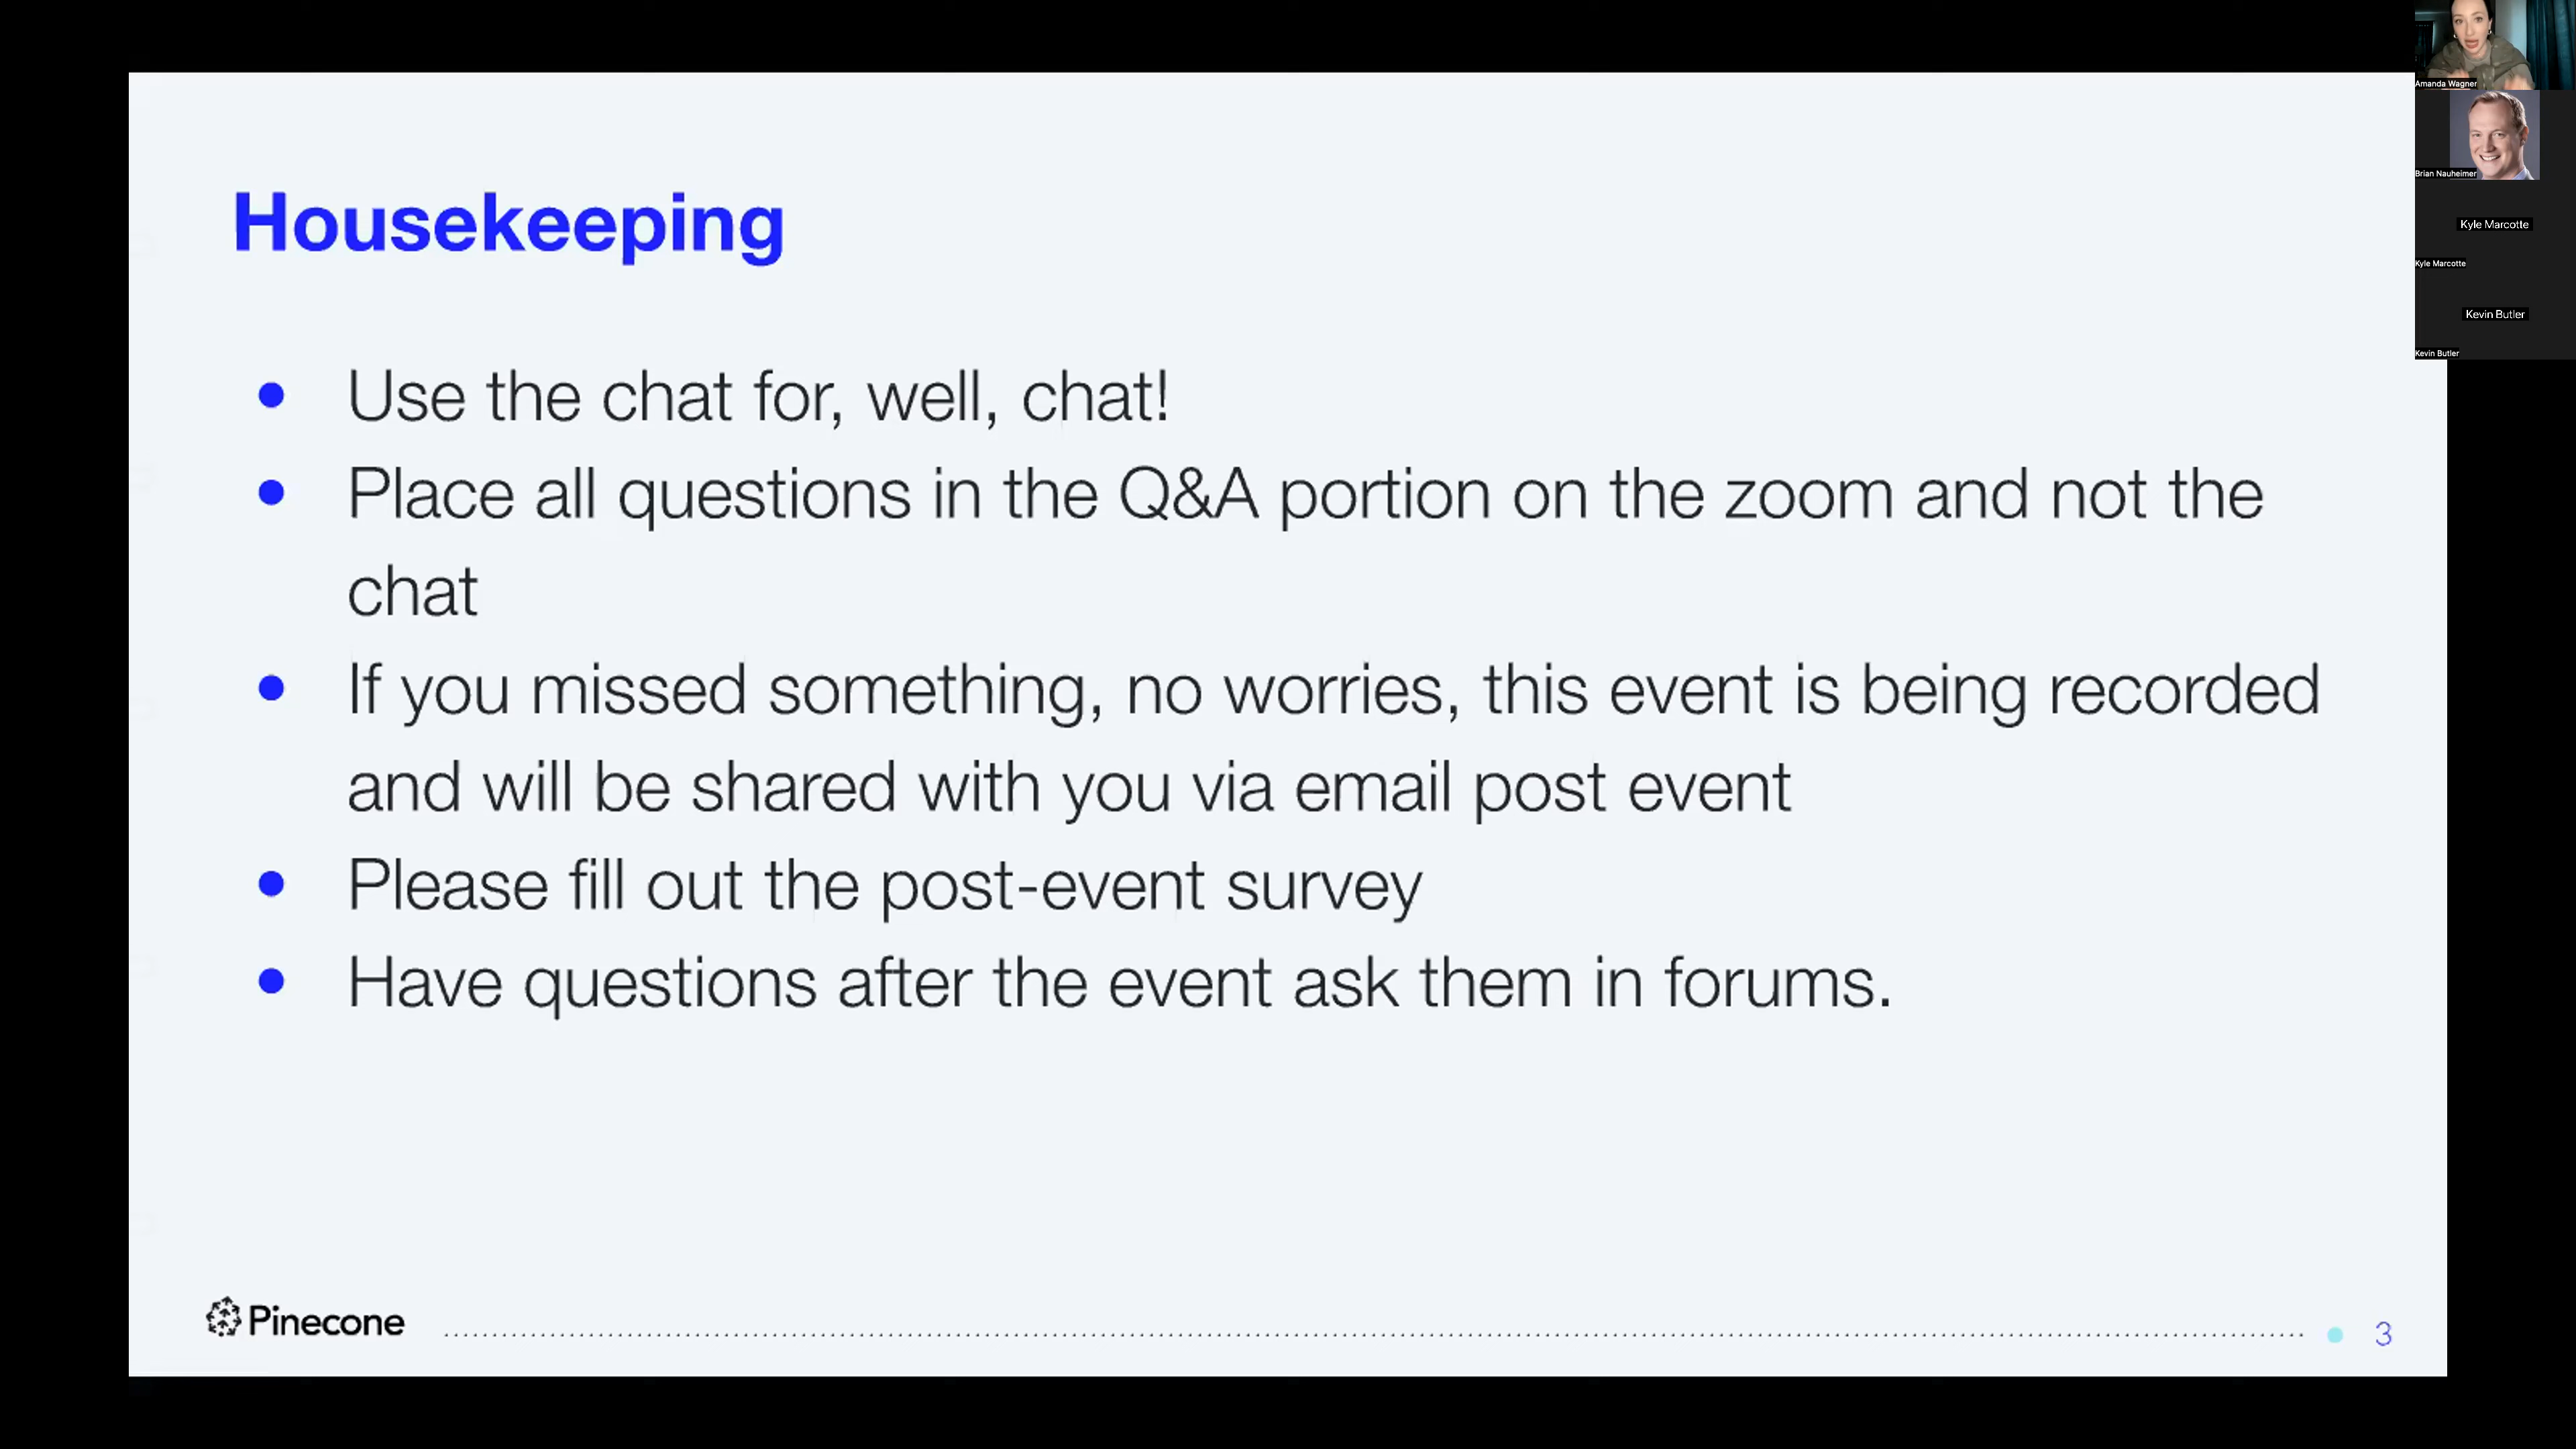 Housekeeping
Use the chat for, well, chat!
Place all questions in the Q&A portion on the zoom and not the
chat
If you missed something, no worries, this event is being recorded
and will be shared with you via email post event
Please fill out the post-event survey
Have questions after the event ask them in forums.
Pinecone
3
Amanda Wagner
Brian Nauheimer
Kyle Marcotte
Kyle Marcotte
Kevin Butler
Kevin Butler